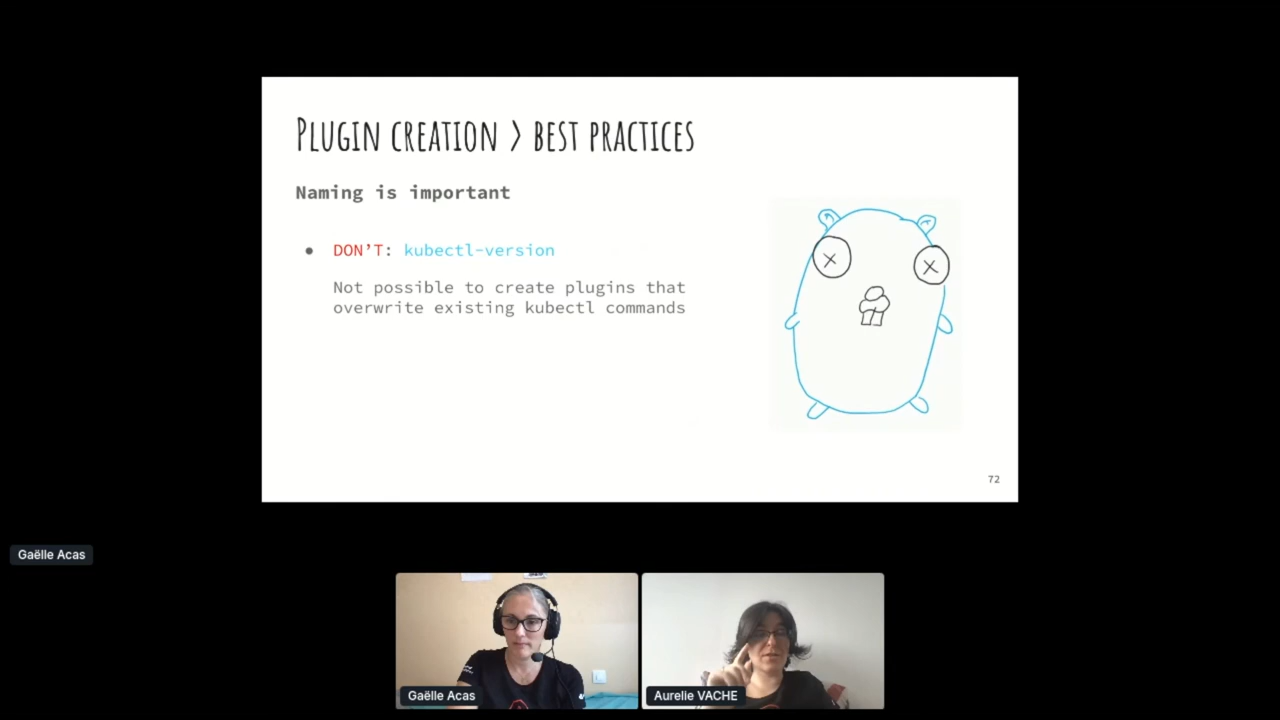 PLUGIN CREATION > BEST PRACTICES
Naming is important
● DON'T: kubectl-version
Not possible to create plugins that
overwrite existing kubectl commands
72
Gaëlle Acas
Gaëlle Acas
Aurelie VACHE